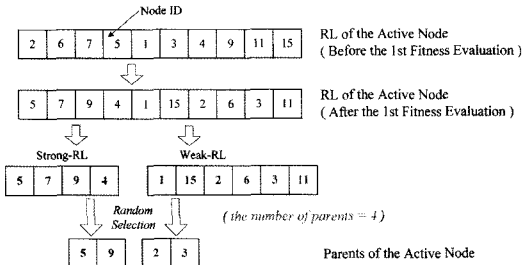 Node ID
2 6 7 5 1 3 4 9 11 15
RL of the Active Node
( Before the 1st Fitness Evaluation )
5 7 9 4 1 15 2 6 3 11
RL of the Active Node
( After the 1st Fitness Evaluation )
Strong-RL
Weak-RL
5 7 9 4
1 15 2 6 3 11
Random
Selection
( the number of parents = 4 )
5 9
2 3
Parents of the Active Node